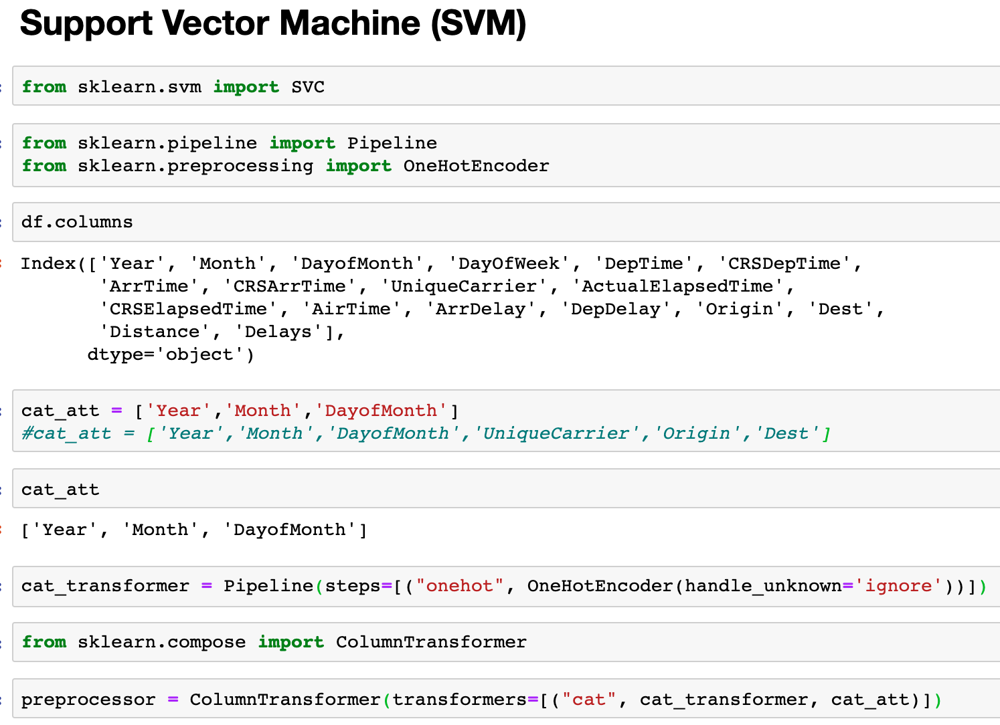 Support Vector Machine (SVM)
from sklearn.svm import SVC
from sklearn.pipeline import Pipeline
from sklearn.preprocessing import OneHotEncoder
df.columns
Index(['Year', 'Month', 'DayofMonth', 'DayOfWeek', 'DepTime', 'CRSDepTime',
       'ArrTime', 'CRSArrTime', 'UniqueCarrier', 'ActualElapsedTime',
       'CRSElapsedTime', 'AirTime', 'ArrDelay', 'DepDelay', 'Origin', 'Dest',
       'Distance', 'Delays'],
      dtype='object')
cat_att = ['Year','Month','DayofMonth']
#cat_att = ['Year','Month','DayofMonth','UniqueCarrier','Origin','Dest']
cat_att
['Year', 'Month', 'DayofMonth']
cat_transformer = Pipeline(steps=[("onehot", OneHotEncoder(handle_unknown='ignore'))])
from sklearn.compose import ColumnTransformer
preprocessor = ColumnTransformer(transformers=[("cat", cat_transformer, cat_att)])